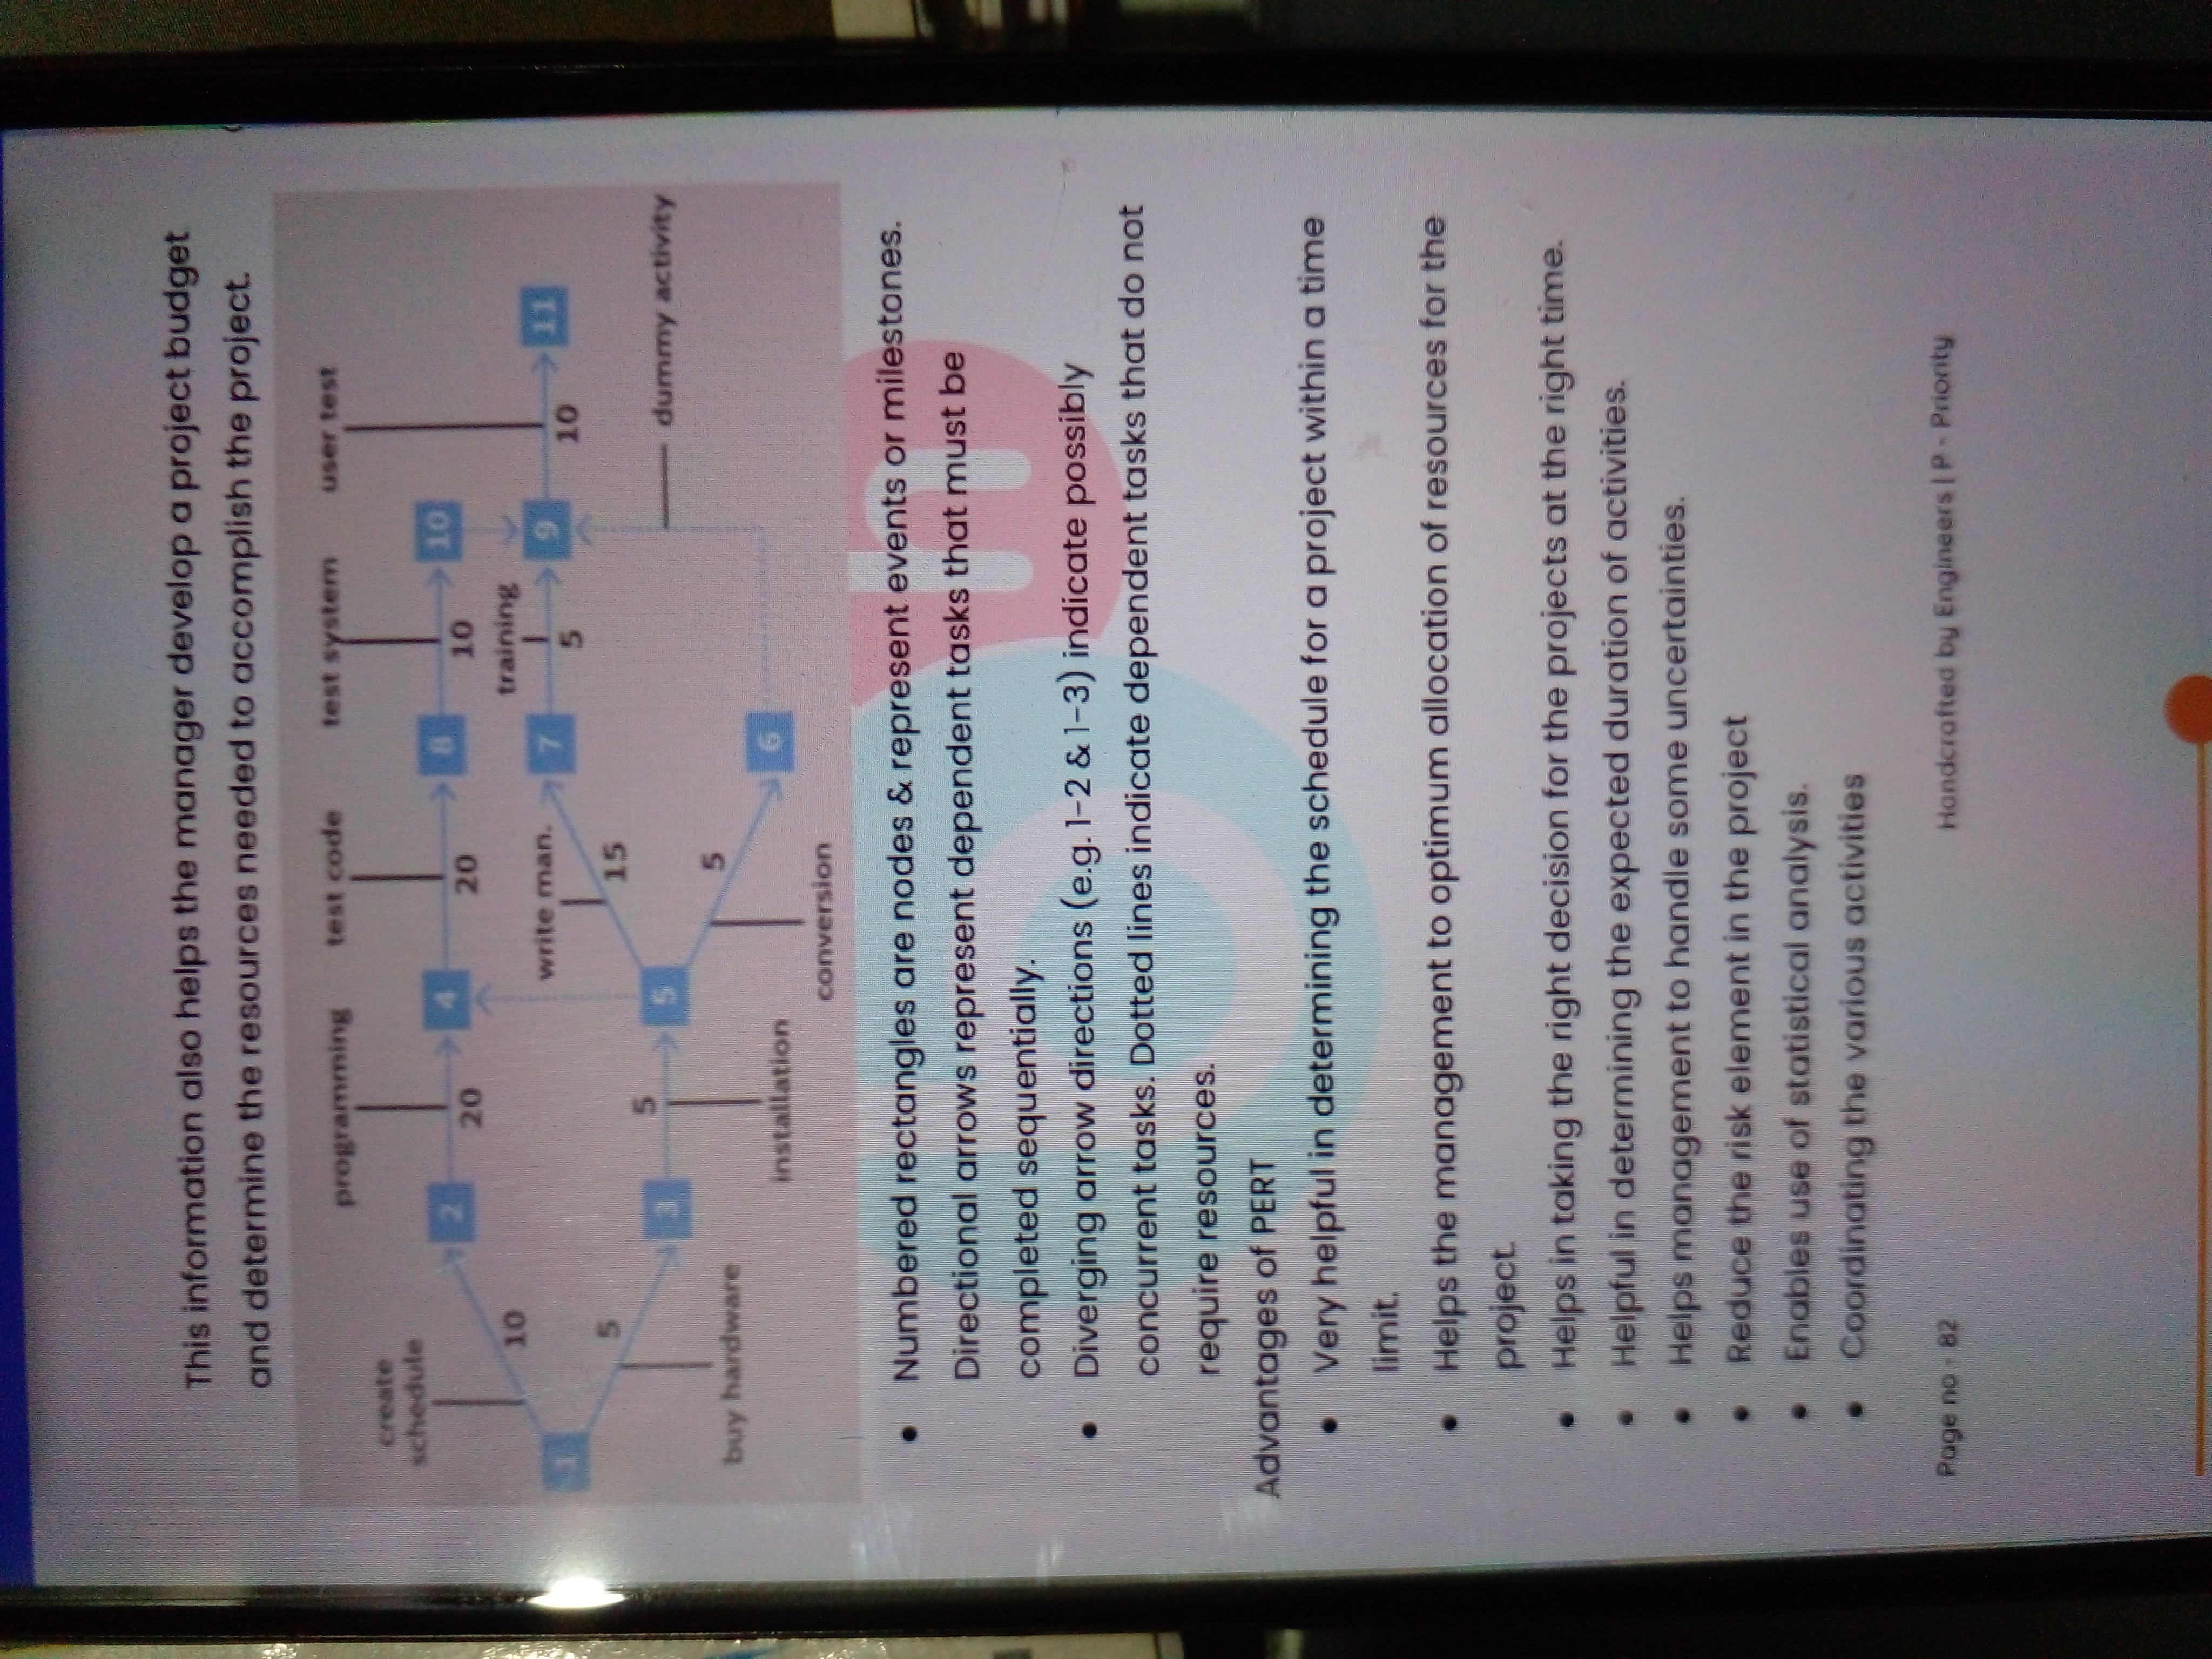 This information also helps the manager develop a project budget
and determine the resources needed to accomplish the project.
programming
test code
test system
user test
create
schedule
2
4
8
10
20
20
10
10
training
1
write man.
7
9
11
5
10
5
15
5
3
5
dummy activity
5
buy hardware
6
installation
conversion
• Numbered rectangles are nodes & represent events or milestones.
Directional arrows represent dependent tasks that must be
completed sequentially.
• Diverging arrow directions (e.g. 1-2 & 1-3) indicate possibly
concurrent tasks. Dotted lines indicate dependent tasks that do not
require resources.
Advantages of PERT
• Very helpful in determining the schedule for a project within a time
limit.
• Helps the management to optimum allocation of resources for the
project.
• Helps in taking the right decision for the projects at the right time.
• Helpful in determining the expected duration of activities.
• Helps management to handle some uncertainties.
• Reduce the risk element in the project
• Enables use of statistical analysis.
• Coordinating the various activities
Page no - 82
Handcrafted by Engineers | P - Priority